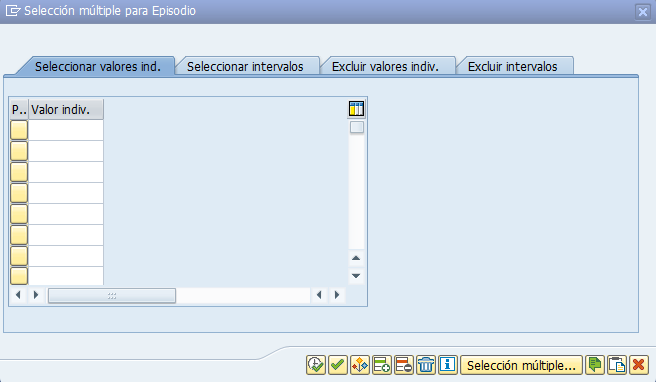 Selección múltiple para Episodio
Seleccionar valores ind. Seleccionar intervalos Excluir valores indiv. Excluir intervalos
P.. Valor indiv.
Selección múltiple...